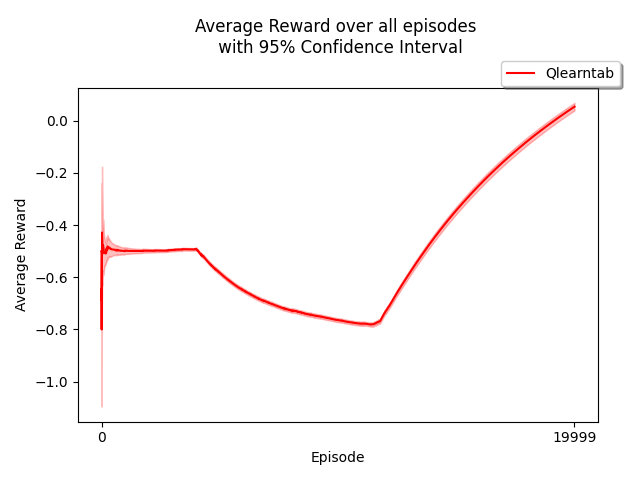 Average Reward over all episodes
with 95% Confidence Interval
Qlearntab
0.0
−0.2
−0.4
−0.6
−0.8
−1.0
Average Reward
0
19999
Episode